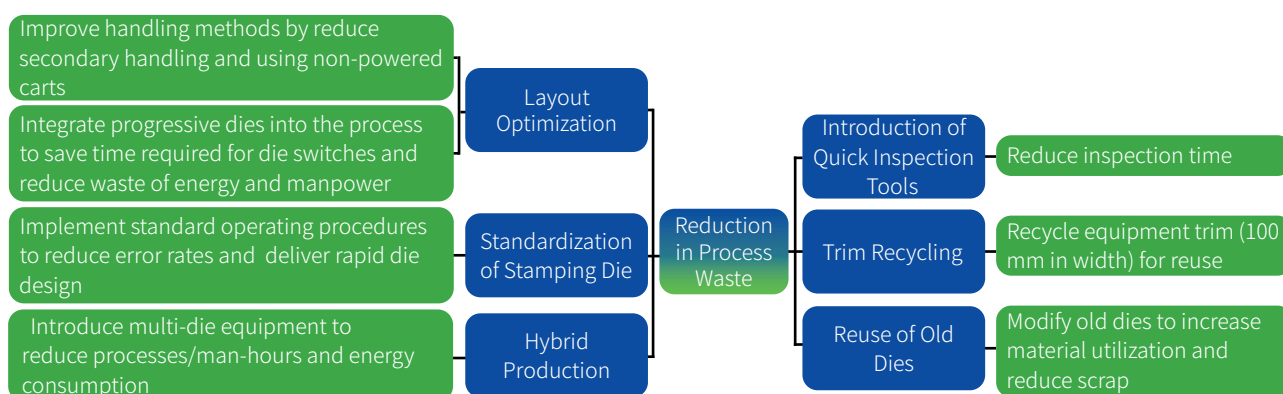 Improve handling methods by reduce
secondary handling and using non-powered
carts
Integrate progressive dies into the process
to save time required for die switches and
reduce waste of energy and manpower
Layout
Optimization
Implement standard operating procedures
to reduce error rates and  deliver rapid die
design
Standardization
of Stamping Die
Introduce multi-die equipment to
reduce processes/man-hours and energy
consumption
Hybrid
Production
Reduction
in Process
Waste
Introduction of
Quick Inspection
Tools
Reduce inspection time
Trim Recycling
Recycle equipment trim (100
mm in width) for reuse
Reuse of Old
Dies
Modify old dies to increase
material utilization and
reduce scrap